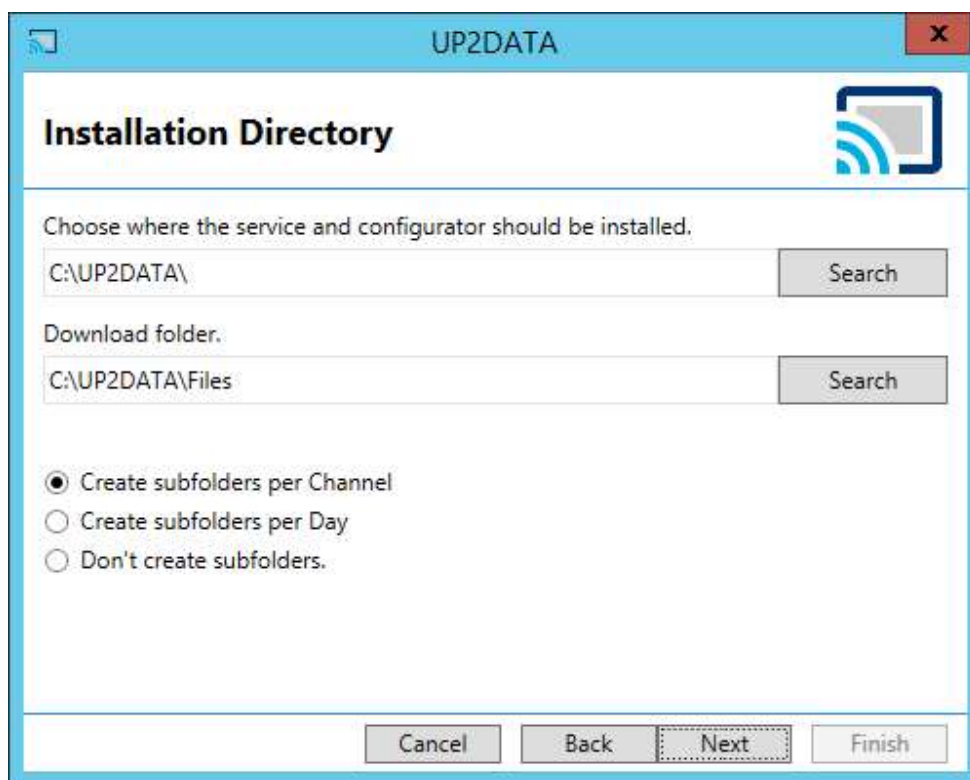 UP2DATA
x
Installation Directory
Choose where the service and configurator should be installed.
C:\UP2DATA\
Search
Download folder.
C:\UP2DATA\Files
Search
Create subfolders per Channel
Create subfolders per Day
Don't create subfolders.
Cancel Back Next Finish